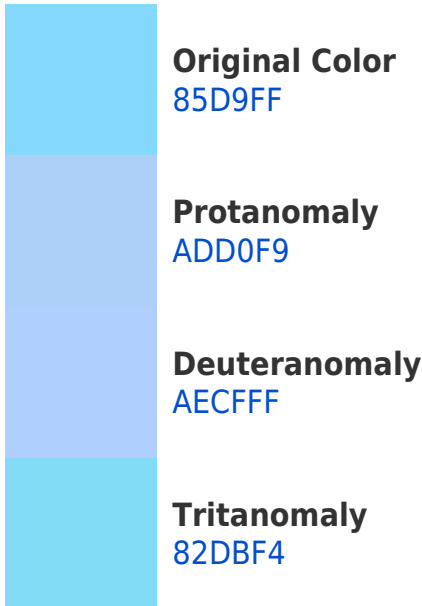 Original Color
85D9FF
Protanomaly
ADD0F9
Deuteranomaly
AECFFF
Tritanomaly
82DBF4